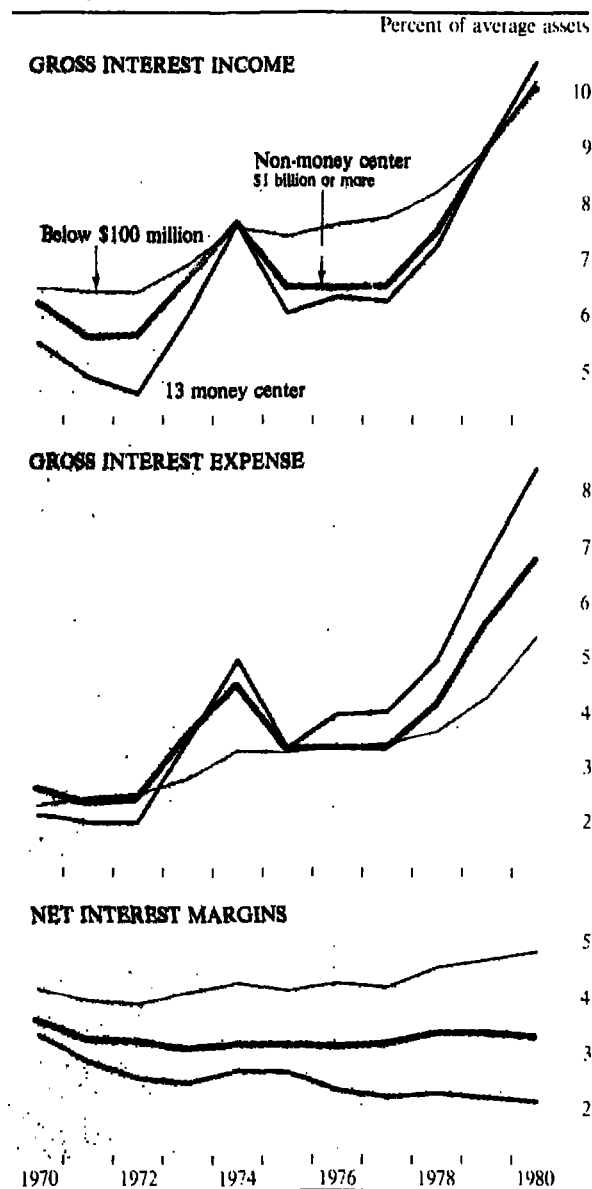 Percent of average assets
GROSS INTEREST INCOME
10
9
Non-money center
$1 billion or more
8
Below $100 million
7
6
5
13 money center
GROSS INTEREST EXPENSE
8
7
6
5
4
3
2
NET INTEREST MARGINS
5
4
3
2
1970 1972 1974 1976 1978 1980